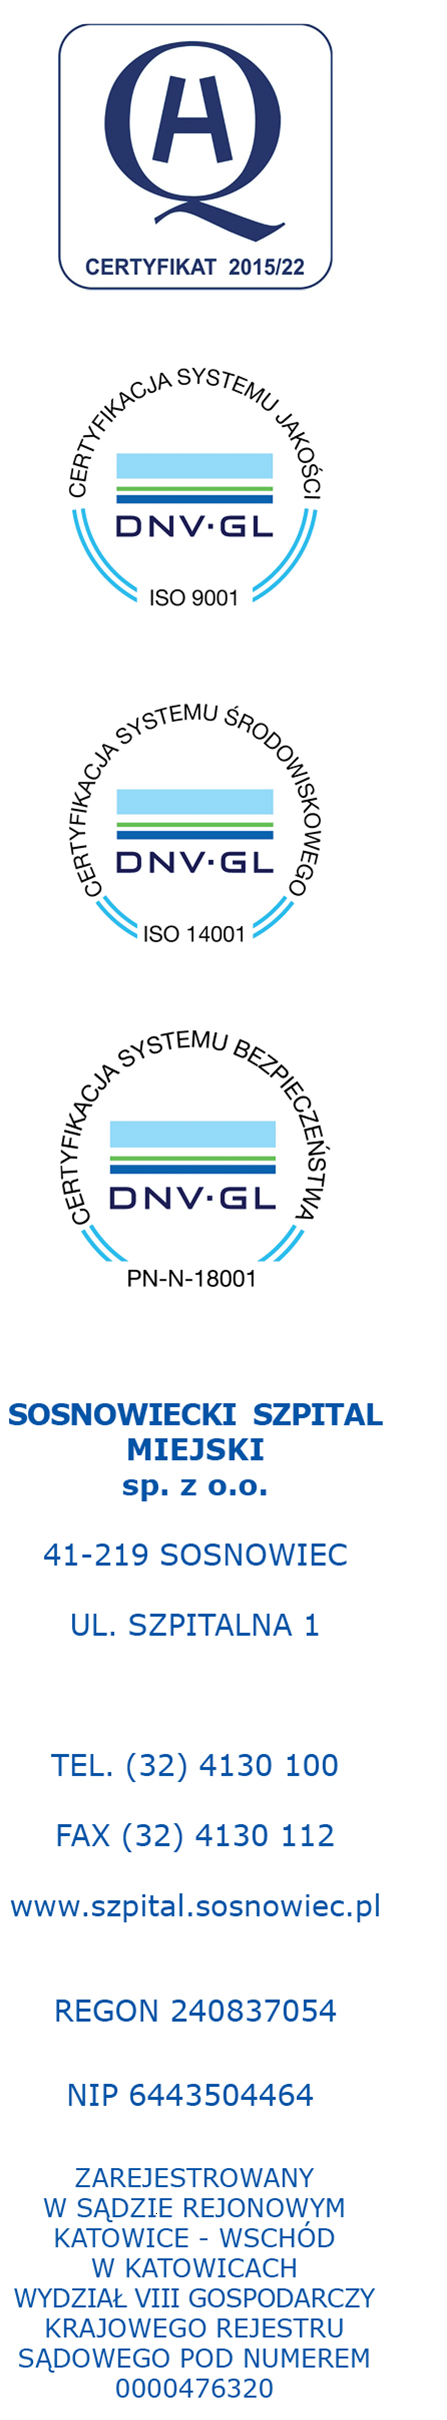 HQ
CERTYFIKAT 2015/22
CERTYFIKACJA SYSTEMU JAKOŚCI
DNV·GL
ISO 9001
CERTYFIKACJA SYSTEMU ŚRODOWISKOWEGO
DNV·GL
ISO 14001
CERTYFIKACJA SYSTEMU BEZPIECZEŃSTWA
DNV·GL
PN-N-18001
SOSNOWIECKI SZPITAL
MIEJSKI
sp. z o.o.
41-219 SOSNOWIEC
UL. SZPITALNA 1
TEL. (32) 4130 100
FAX (32) 4130 112
www.szpital.sosnowiec.pl
REGON 240837054
NIP 6443504464
ZAREJESTROWANY
W SĄDZIE REJONOWYM
KATOWICE - WSCHÓD
W KATOWICACH
WYDZIAŁ VIII GOSPODARCZY
KRAJOWEGO REJESTRU
SĄDOWEGO POD NUMEREM
0000476320